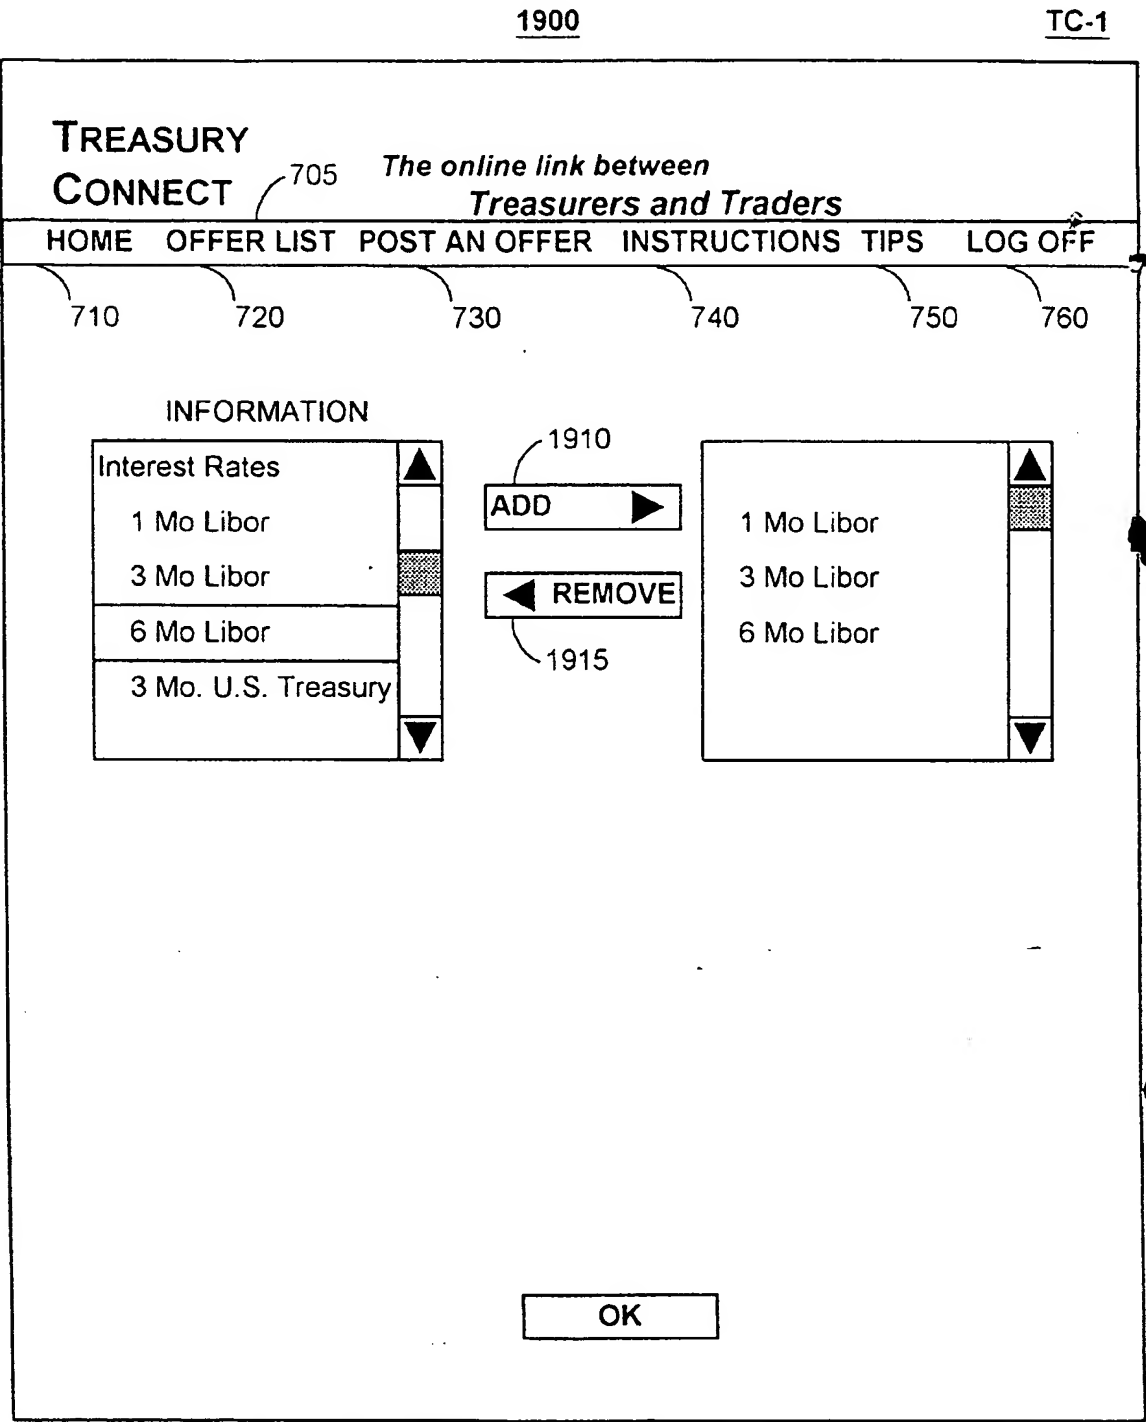 1900 TC-1
TREASURY
CONNECT
705
The online link between
Treasurers and Traders
HOME OFFER LIST POST AN OFFER INSTRUCTIONS TIPS LOG OFF
710 720 730 740 750 760
INFORMATION
Interest Rates
1 Mo Libor
3 Mo Libor
6 Mo Libor
3 Mo. U.S. Treasury
1910
ADD
REMOVE
1915
1 Mo Libor
3 Mo Libor
6 Mo Libor
OK